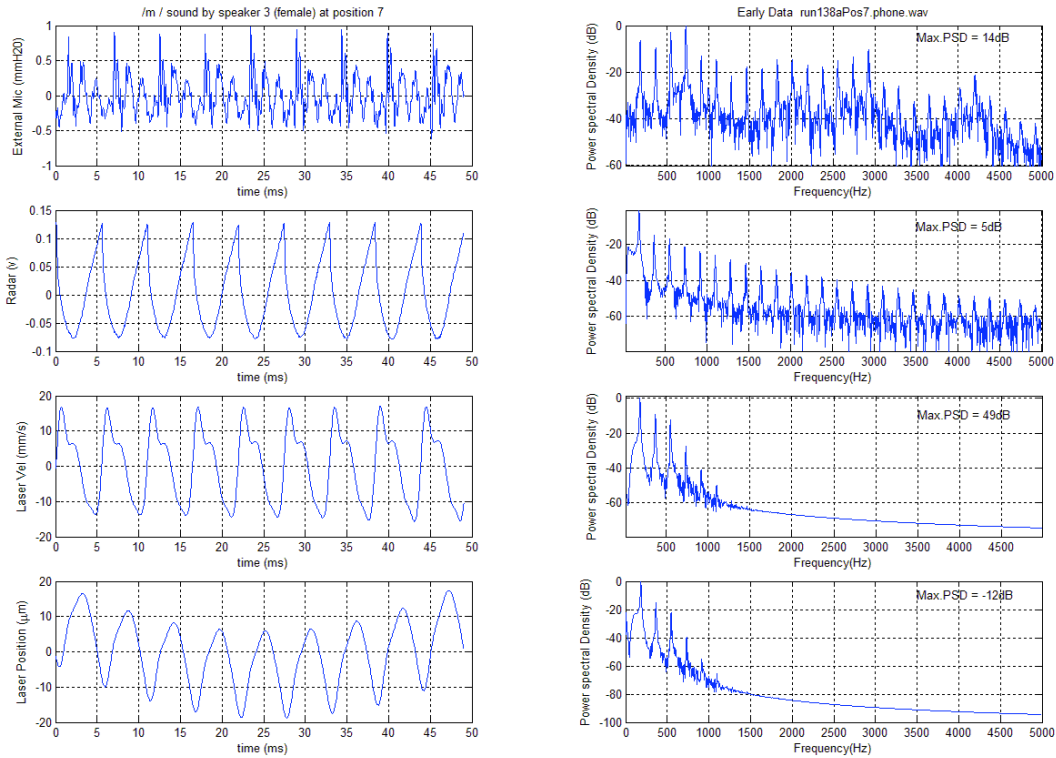 /m / sound by speaker 3 (female) at position 7
External Mic (mmH20)
1
0.5
0
-0.5
-1
0 5 10 15 20 25 30 35 40 45 50
time (ms)
Early Data run138aPos7.phone.wav
Power spectral Density (dB)
Max.PSD = 14dB
0
-20
-40
-60
500 1000 1500 2000 2500 3000 3500 4000 4500 5000
Frequency(Hz)
Radar (v)
0.15
0.1
0.05
0
-0.05
-0.1
0 5 10 15 20 25 30 35 40 45 50
time (ms)
Power spectral Density (dB)
Max.PSD = 5dB
-20
-40
-60
500 1000 1500 2000 2500 3000 3500 4000 4500 5000
Frequency(Hz)
Laser Vel (mm/s)
20
10
0
-10
-20
0 5 10 15 20 25 30 35 40 45 50
time (ms)
Power spectral Density (dB)
Max.PSD = 49dB
0
-20
-40
-60
500 1000 1500 2000 2500 3000 3500 4000 4500
Frequency(Hz)
Laser Position (μm)
20
10
0
-10
-20
0 5 10 15 20 25 30 35 40 45 50
time (ms)
Power spectral Density (dB)
Max.PSD = -12dB
0
-20
-40
-60
-80
-100
0 500 1000 1500 2000 2500 3000 3500 4000 4500 5000
Frequency(Hz)